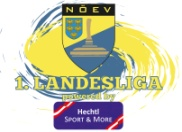 NÖEV
1. LANDESLIGA
powered by
Hechtl
SPORT & MORE